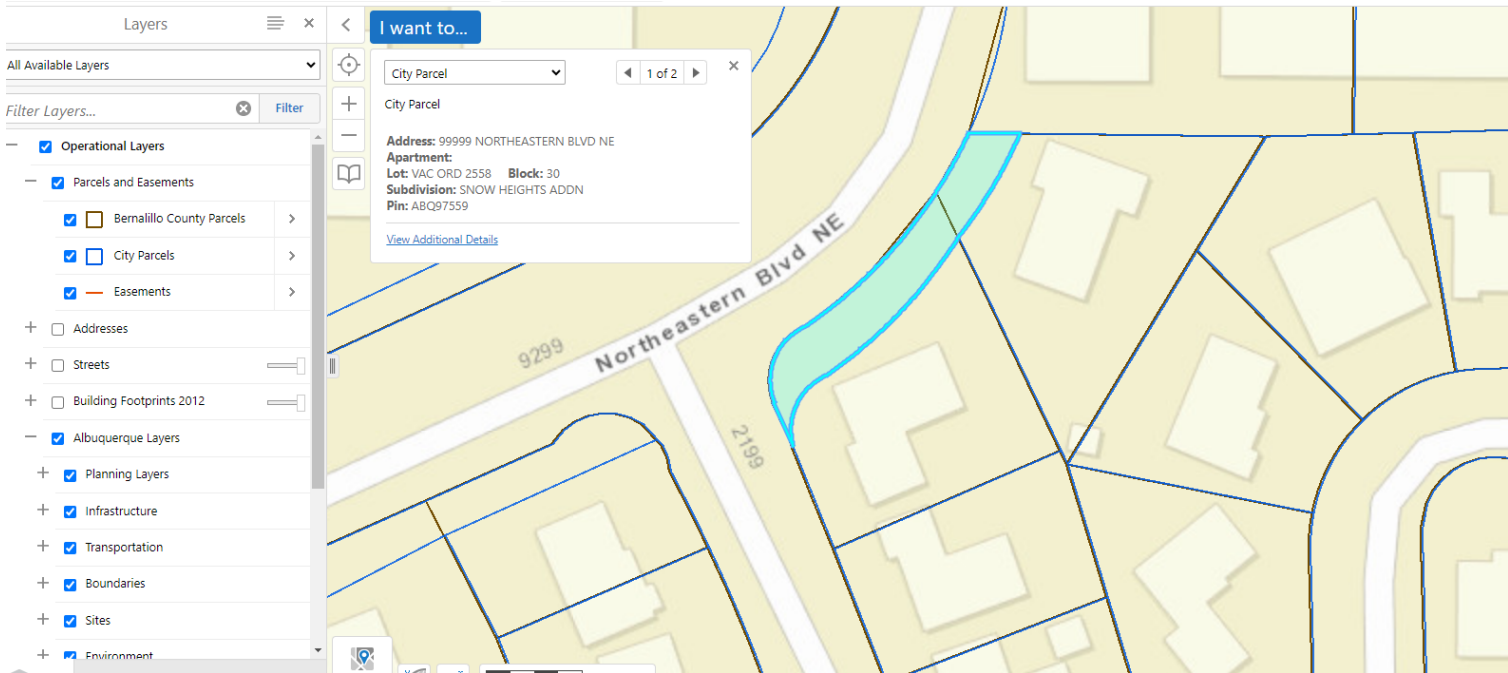 Layers
All Available Layers
Filter Layers...
Filter
Operational Layers
Parcels and Easements
Bernalillo County Parcels
City Parcels
Easements
Addresses
Streets
Building Footprints 2012
Albuquerque Layers
Planning Layers
Infrastructure
Transportation
Boundaries
Sites
Environment
I want to...
City Parcel
1 of 2
City Parcel
Address: 99999 NORTHEASTERN BLVD NE
Apartment:
Lot: VAC ORD 2558 Block: 30
Subdivision: SNOW HEIGHTS ADDN
Pin: ABQ97559
View Additional Details
9299
Northeastern Blvd NE
2199